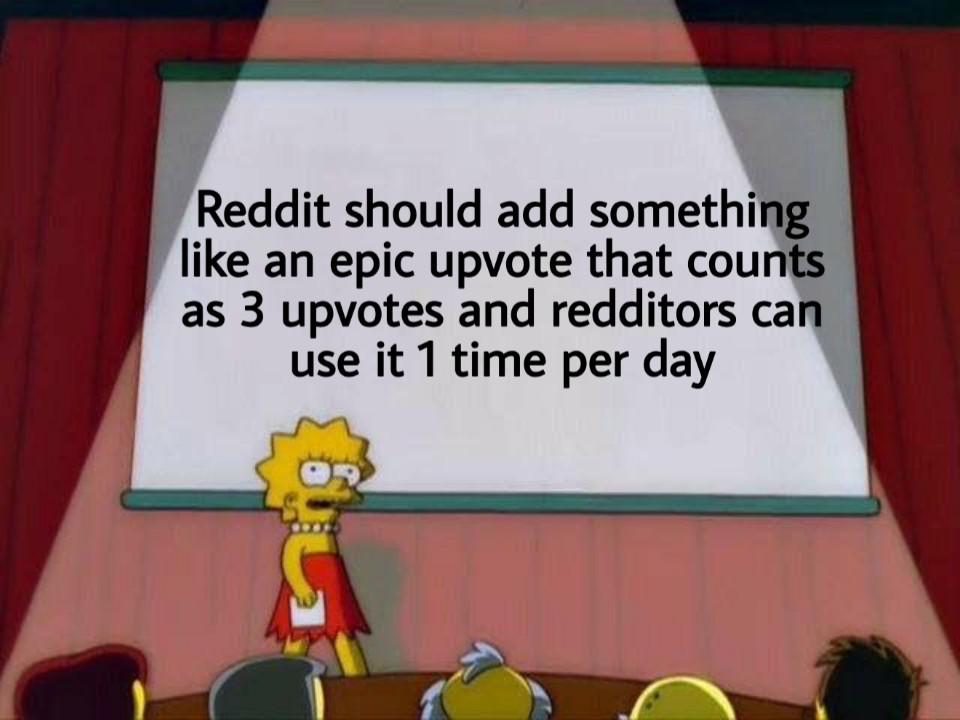 Reddit should add something
like an epic upvote that counts
as 3 upvotes and redditors can
use it 1 time per day